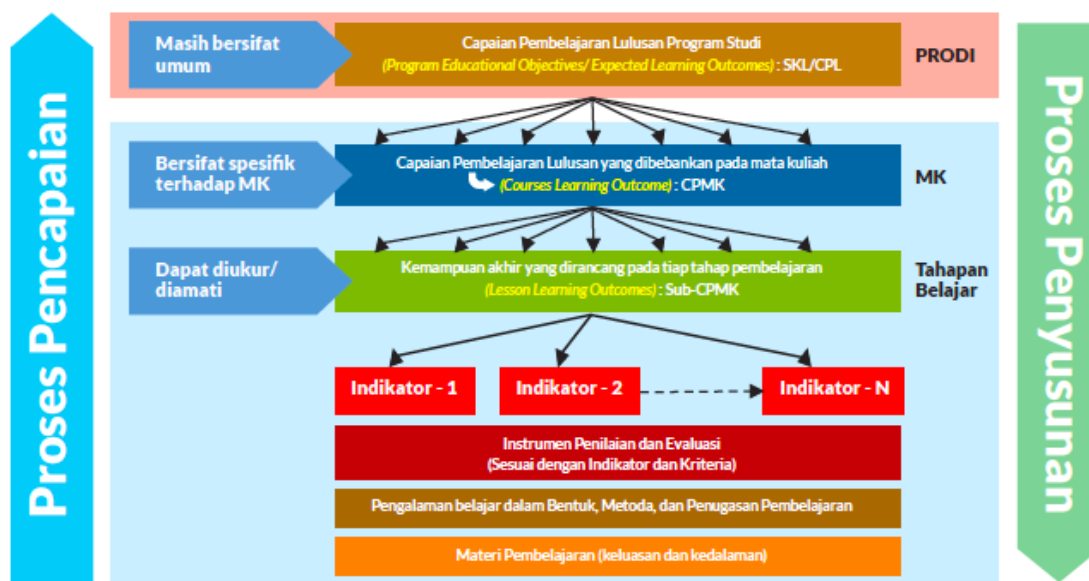 Proses Pencapaian
Masih bersifat
umum
Capaian Pembelajaran Lulusan Program Studi
(Program Educational Objectives/ Expected Learning Outcomes) : SKL/CPL
PRODI
Bersifat spesifik
terhadap MK
Capaian Pembelajaran Lulusan yang dibebankan pada mata kuliah
(Courses Learning Outcome) : CPMK
MK
Dapat diukur/
diamati
Kemampuan akhir yang dirancang pada tiap tahap pembelajaran
(Lesson Learning Outcomes) : Sub-CPMK
Tahapan
Belajar
Indikator - 1
Indikator - 2
Indikator - N
Instrumen Penilaian dan Evaluasi
(Sesuai dengan Indikator dan Kriteria)
Pengalaman belajar dalam Bentuk, Metoda, dan Penugasan Pembelajaran
Materi Pembelajaran (keluasan dan kedalaman)
Proses Penyusunan